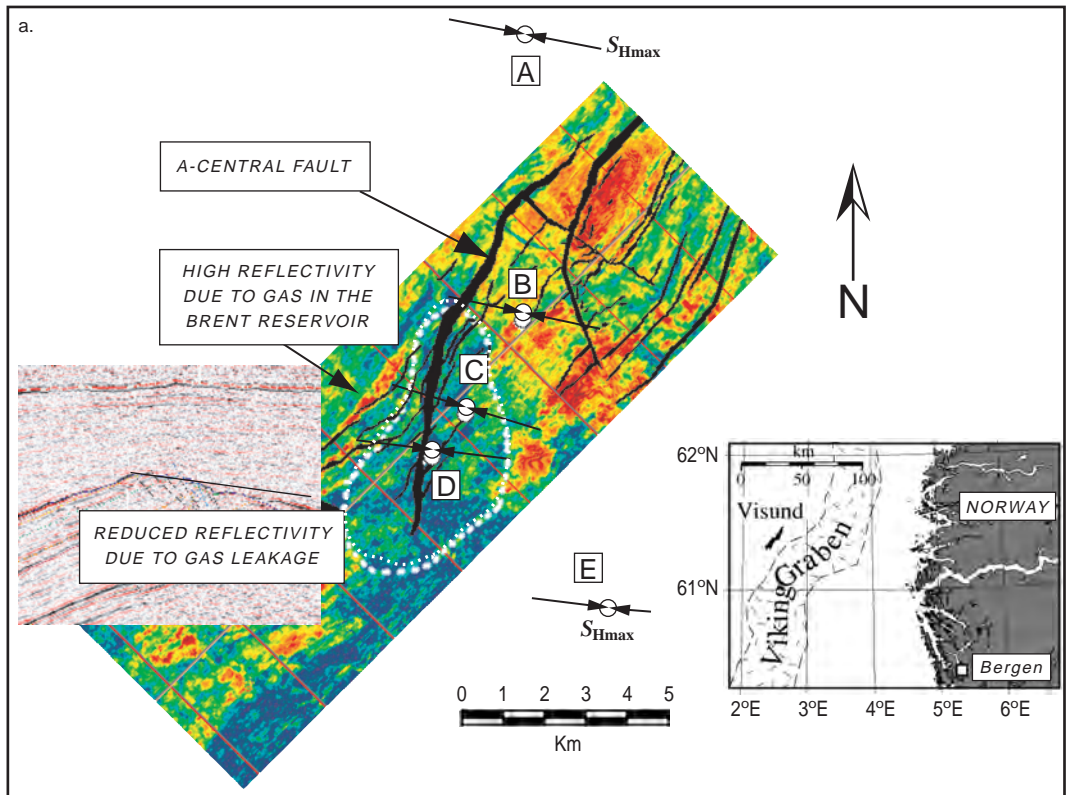 a.
S_Hmax
A
A-CENTRAL FAULT
HIGH REFLECTIVITY
DUE TO GAS IN THE
BRENT RESERVOIR
B
C
D
N
REDUCED REFLECTIVITY
DUE TO GAS LEAKAGE
E
S_Hmax
0 1 2 3 4 5
Km
62ºN
61ºN
km
0 50 100
Visund
Viking Graben
NORWAY
Bergen
2ºE 3ºE 4ºE 5ºE 6ºE